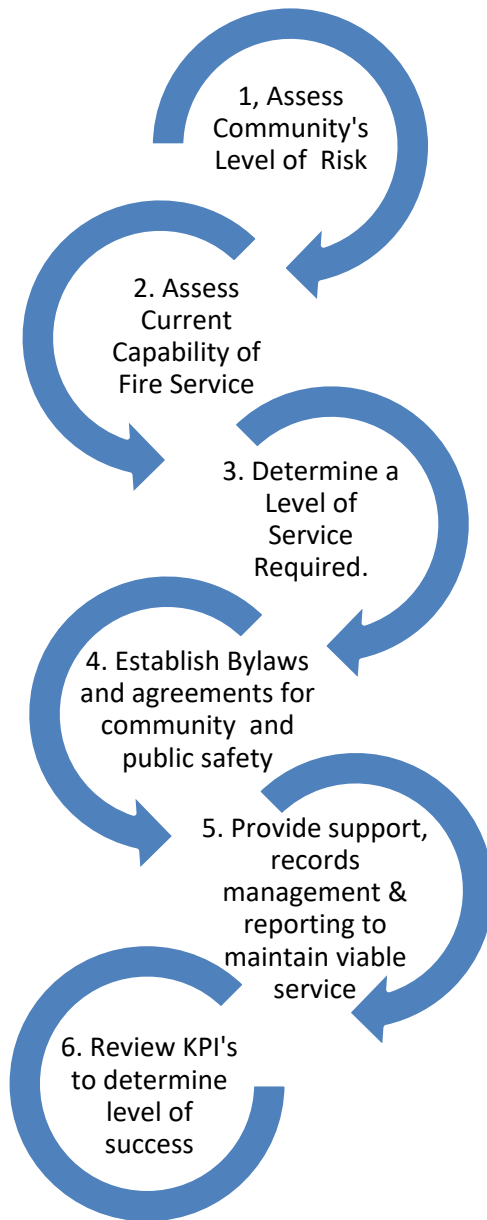 1, Assess
Community's
Level of  Risk
2. Assess
Current
Capability of
Fire Service
3. Determine a
Level of
Service
Required.
4. Establish Bylaws
and agreements for
community  and
public safety
5. Provide support,
records
management &
reporting to
maintain viable
service
6. Review KPI's
to determine
level of
success